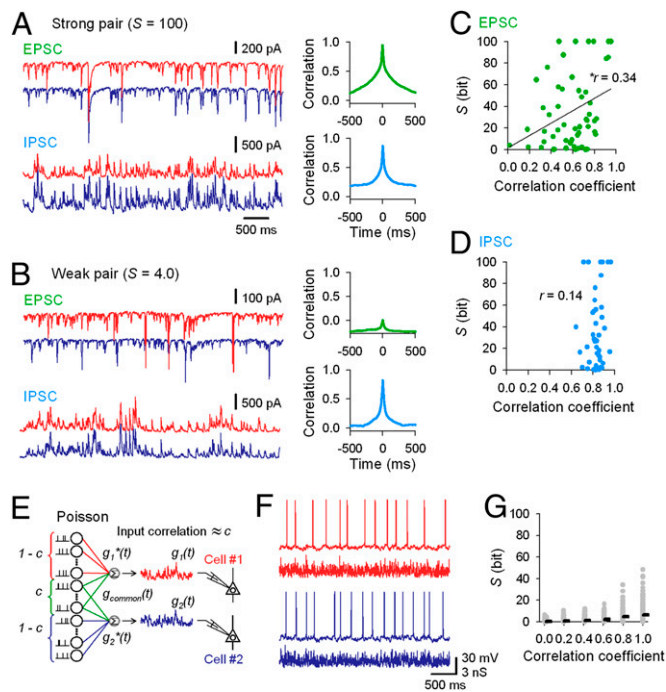 A Strong pair (S = 100)
EPSC
200 pA
IPSC
500 pA
500 ms
Correlation
1.0
0.5
0.0
Correlation
1.0
0.5
0.0
-500 0 500
Time (ms)
B Weak pair (S = 4.0)
EPSC
100 pA
IPSC
500 pA
Correlation
1.0
0.5
0.0
Correlation
1.0
0.5
0.0
-500 0 500
Time (ms)
C EPSC
S (bit)
100
80
60
40
20
0
*r = 0.34
0.0 0.2 0.4 0.6 0.8 1.0
Correlation coefficient
D IPSC
S (bit)
100
80
60
40
20
0
r = 0.14
0.0 0.2 0.4 0.6 0.8 1.0
Correlation coefficient
E Poisson
Input correlation ≈ c
1 - c
c
1 - c
g1*(t)
gcommon(t)
g2*(t)
Σ
Σ
g1(t)
g2(t)
Cell #1
Cell #2
F
30 mV
3 nS
500 ms
G
S (bit)
100
80
60
40
20
0
0.0 0.2 0.4 0.6 0.8 1.0
Correlation coefficient